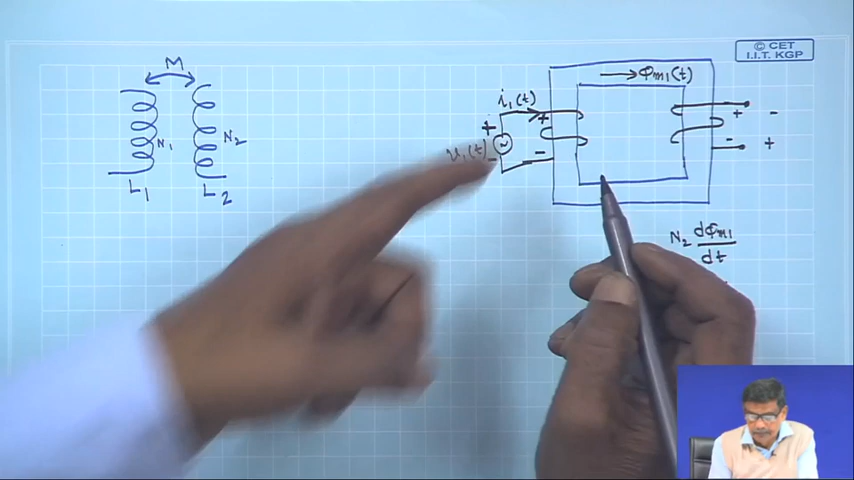 © CET
I.I.T. KGP
M
N₁
N₂
L₁
L₂
i₁(t)
+
v₁(t)
-
+
-
→ φm1(t)
+ -
- +
N₂ dφm1/dt